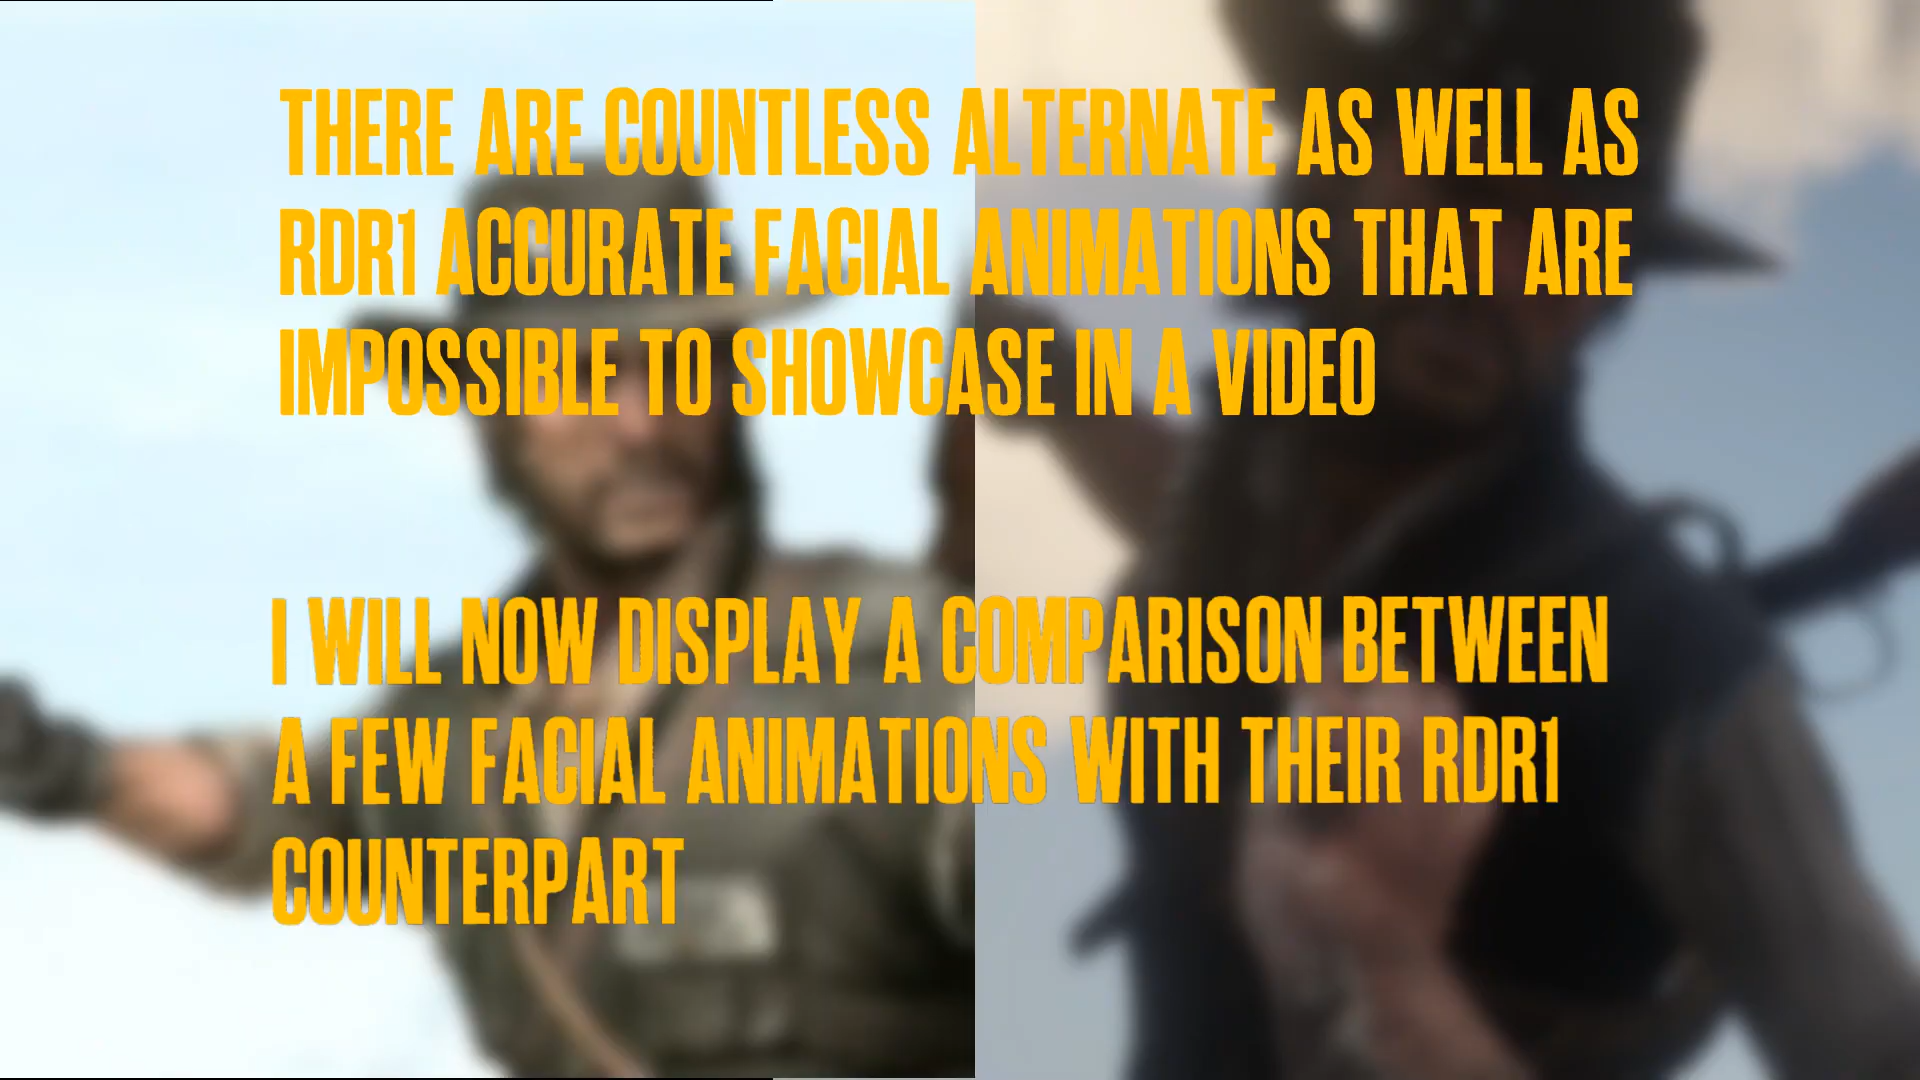 THERE ARE COUNTLESS ALTERNATE AS WELL AS
RDR1 ACCURATE FACIAL ANIMATIONS THAT ARE
IMPOSSIBLE TO SHOWCASE IN A VIDEO
I WILL NOW DISPLAY A COMPARISON BETWEEN
A FEW FACIAL ANIMATIONS WITH THEIR RDR1
COUNTERPART